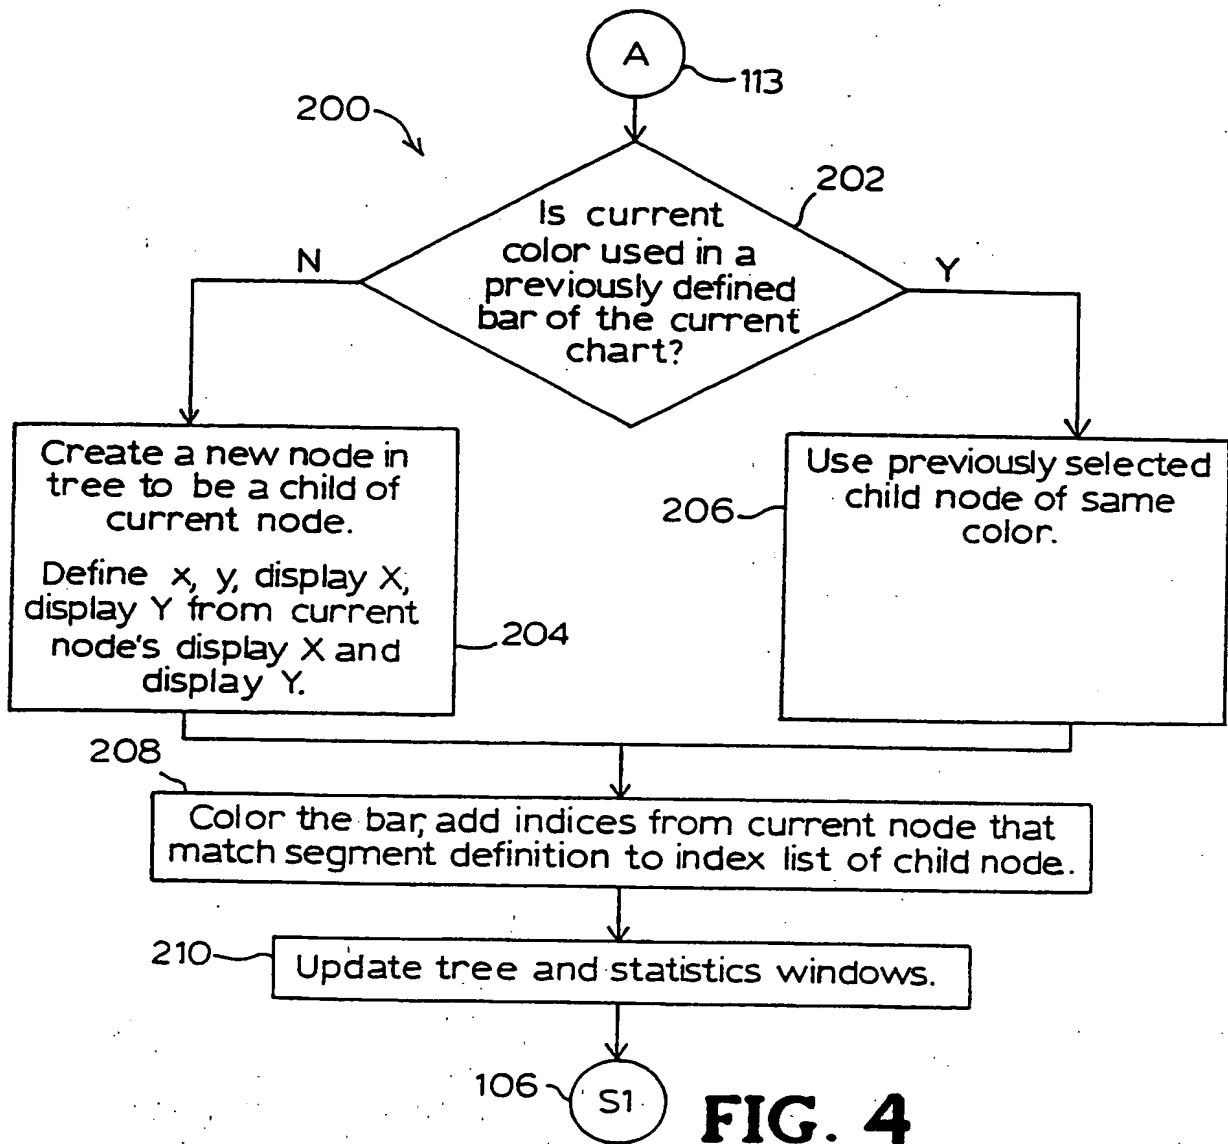 A
113
200
202
Is current
color used in a
previously defined
bar of the current
chart?
N
Y
Create a new node in
tree to be a child of
current node.
Define x, y, display X,
display Y from current
node's display X and
display Y.
204
Use previously selected
child node of same
color.
206
208
Color the bar, add indices from current node that
match segment definition to index list of child node.
210
Update tree and statistics windows.
106
S1
FIG. 4